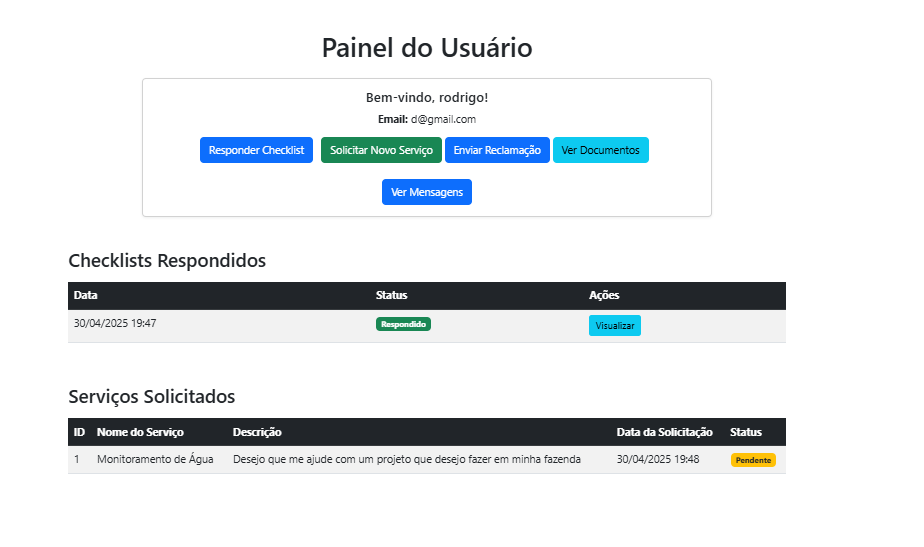 Painel do Usuário
Bem-vindo, rodrigo!
Email: d@gmail.com
Responder Checklist Solicitar Novo Serviço Enviar Reclamação Ver Documentos
Ver Mensagens
Checklists Respondidos
Data Status Ações
30/04/2025 19:47 Respondido Visualizar
Serviços Solicitados
ID Nome do Serviço Descrição Data da Solicitação Status
1 Monitoramento de Água Desejo que me ajude com um projeto que desejo fazer em minha fazenda 30/04/2025 19:48 Pendente